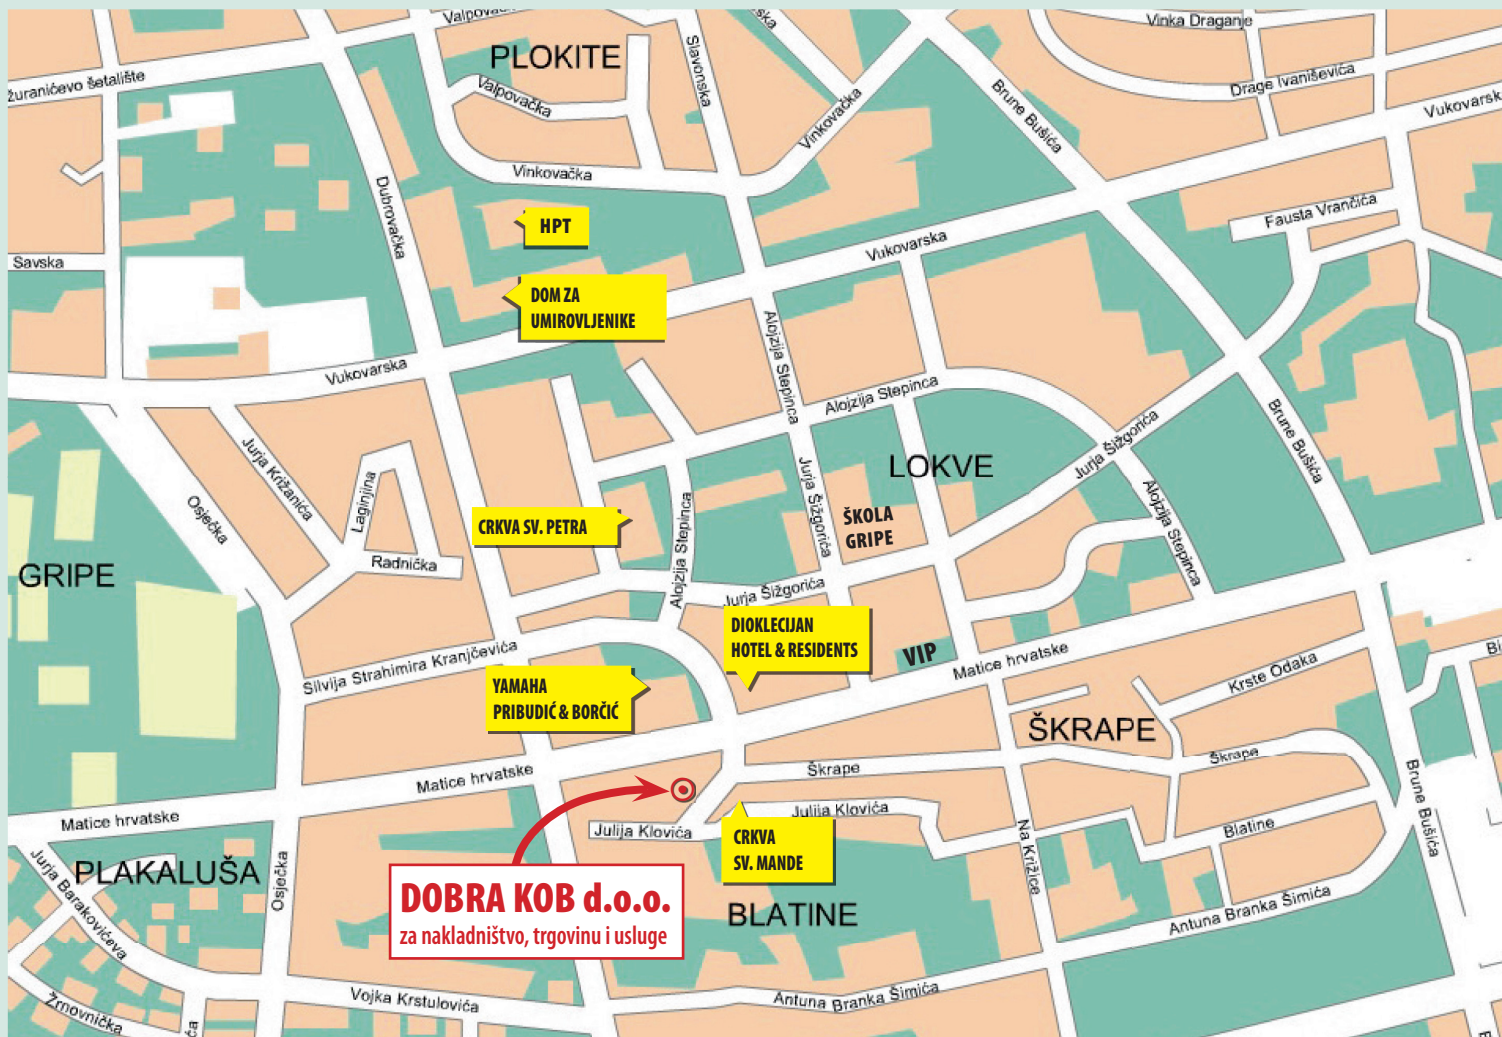 Vinka Draganje
PLOKITE
Slavonska
Drage Ivaniševića
žuranićevo šetalište
Valpovačka
Brune Bušića
Vinkovačka
Vinkovačka
Dubrovačka
Fausta Vrančića
HPT
Vukovarska
Savska
DOM ZA
UMIROVLJENIKE
Alojzija Stepinca
Vukovarska
Alojzija Stepinca
Brune Bušića
Jurja Šižgorića
Jurja Križanića
LOKVE
Laginjina
Jurja Šižgorića
Osječka
Alojzija Stepinca
Alojzija Stepinca
CRKVA SV. PETRA
ŠKOLA
GRIPE
Radnička
GRIPE
Jurja Šižgorića
DIOKLECIJAN
HOTEL & RESIDENTS
VIP
Matice hrvatske
Silvija Strahimira Kranjčevića
Krste Odaka
YAMAHA
PRIBUDIĆ & BORČIĆ
ŠKRAPE
Škrape
Škrape
Matice hrvatske
Brune Bušića
Matice hrvatske
Julija Klovića
Julija Klovića
Blatine
CRKVA
SV. MANDE
Na Križice
PLAKALUŠA
Osječka
Jurja Barakovićeva
DOBRA KOB d.o.o.
za nakladništvo, trgovinu i usluge
BLATINE
Antuna Branka Šimića
Vojka Krstulovića
Antuna Branka Šimića
Žrnovnička